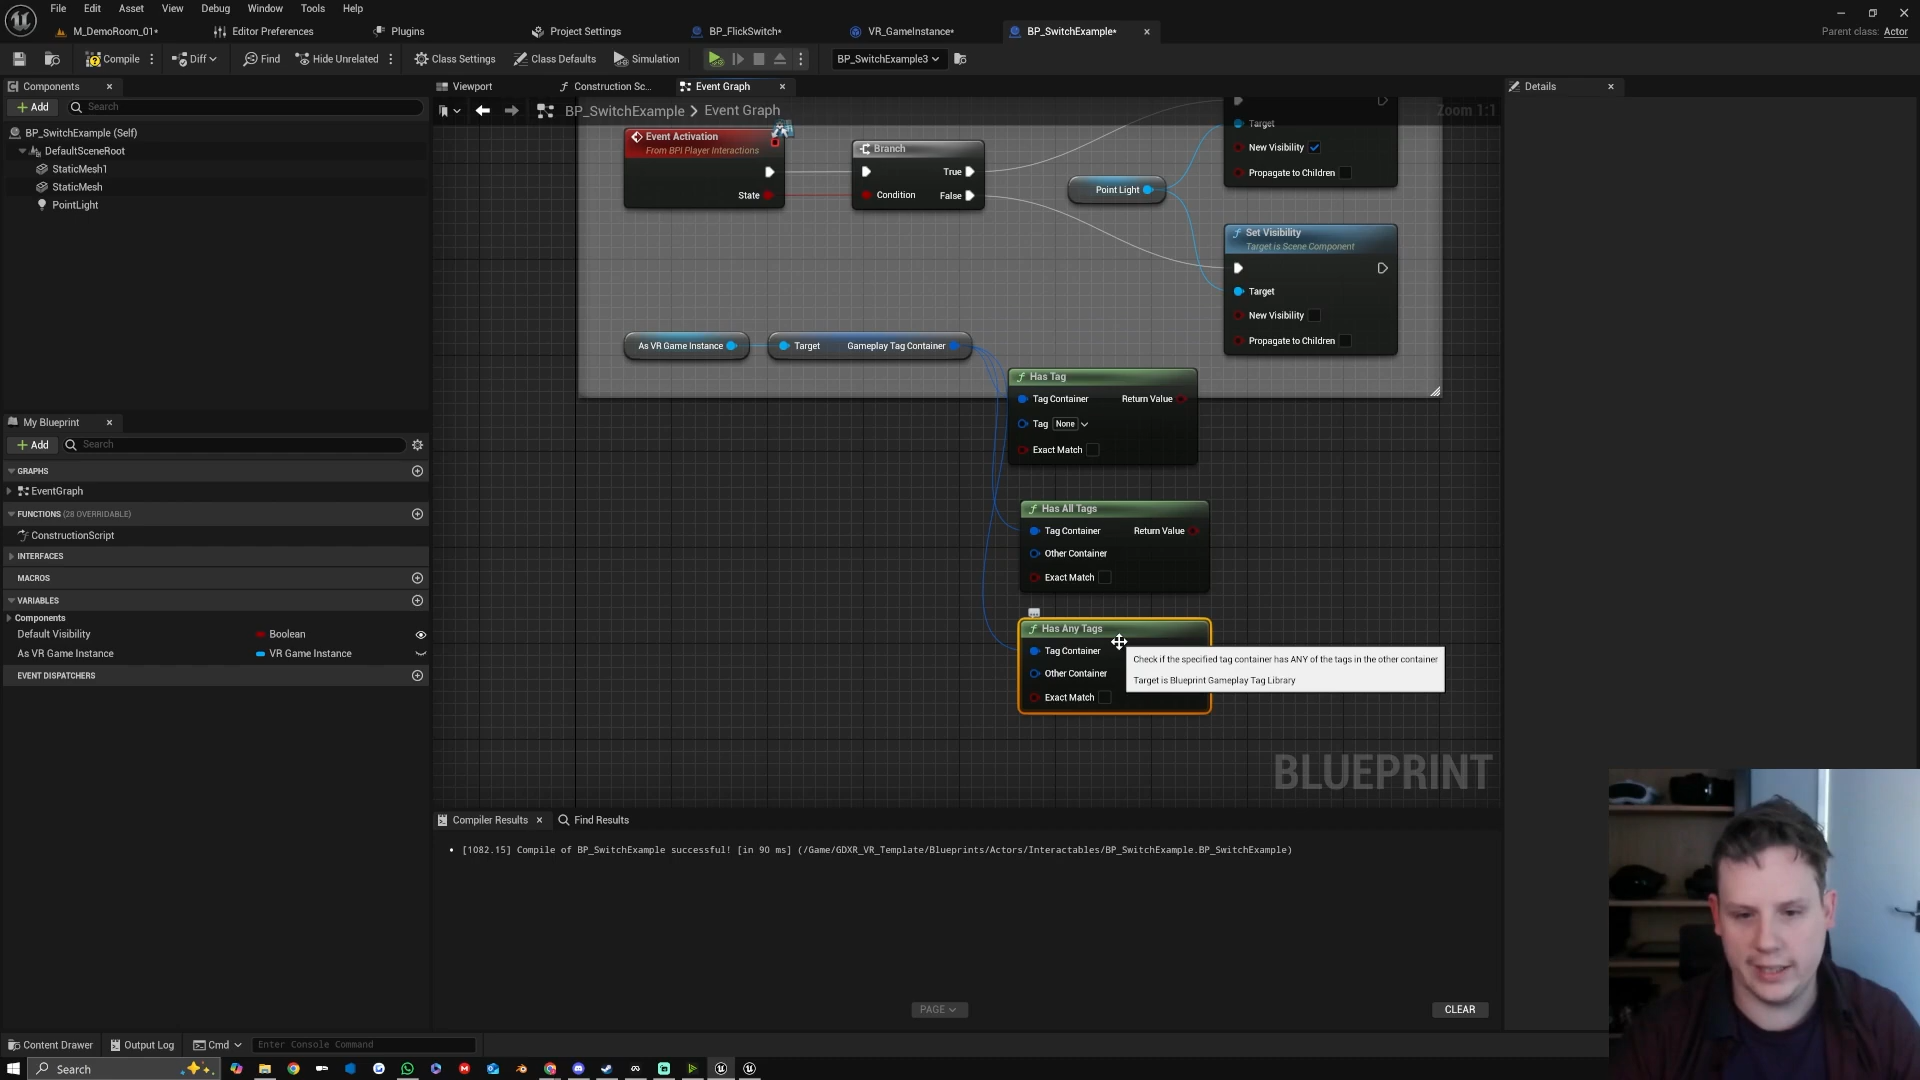 File Edit Asset View Debug Window Tools Help
M_DemoRoom_01* Editor Preferences Plugins Project Settings BP_FlickSwitch* VR_GameInstance* BP_SwitchExample* Parent class: Actor
Compile Diff Find Hide Unrelated Class Settings Class Defaults Simulation BP_SwitchExample3
Components Viewport Construction Sc... Event Graph Details
Add Search BP_SwitchExample > Event Graph Zoom 1:1
BP_SwitchExample (Self)
DefaultSceneRoot
StaticMesh1
StaticMesh
PointLight
Event Activation
From BPI Player Interactions
State
Branch
True
Condition False
Point Light
Target
New Visibility
Propagate to Children
Set Visibility
Target is Scene Component
Target
New Visibility
Propagate to Children
As VR Game Instance
Target Gameplay Tag Container
Has Tag
Tag Container Return Value
Tag None
Exact Match
Has All Tags
Tag Container Return Value
Other Container
Exact Match
Has Any Tags
Tag Container
Other Container
Exact Match
Check if the specified tag container has ANY of the tags in the other container
Target is Blueprint Gameplay Tag Library
BLUEPRINT
My Blueprint
Add Search
GRAPHS
EventGraph
FUNCTIONS (28 OVERRIDABLE)
ConstructionScript
INTERFACES
MACROS
VARIABLES
Components
Default Visibility Boolean
As VR Game Instance VR Game Instance
EVENT DISPATCHERS
Compiler Results Find Results
[1082.15] Compile of BP_SwitchExample successful! [in 90 ms] (/Game/GDXR_VR_Template/Blueprints/Actors/Interactables/BP_SwitchExample.BP_SwitchExample)
PAGE CLEAR
Content Drawer Output Log Cmd Enter Console Command
Search